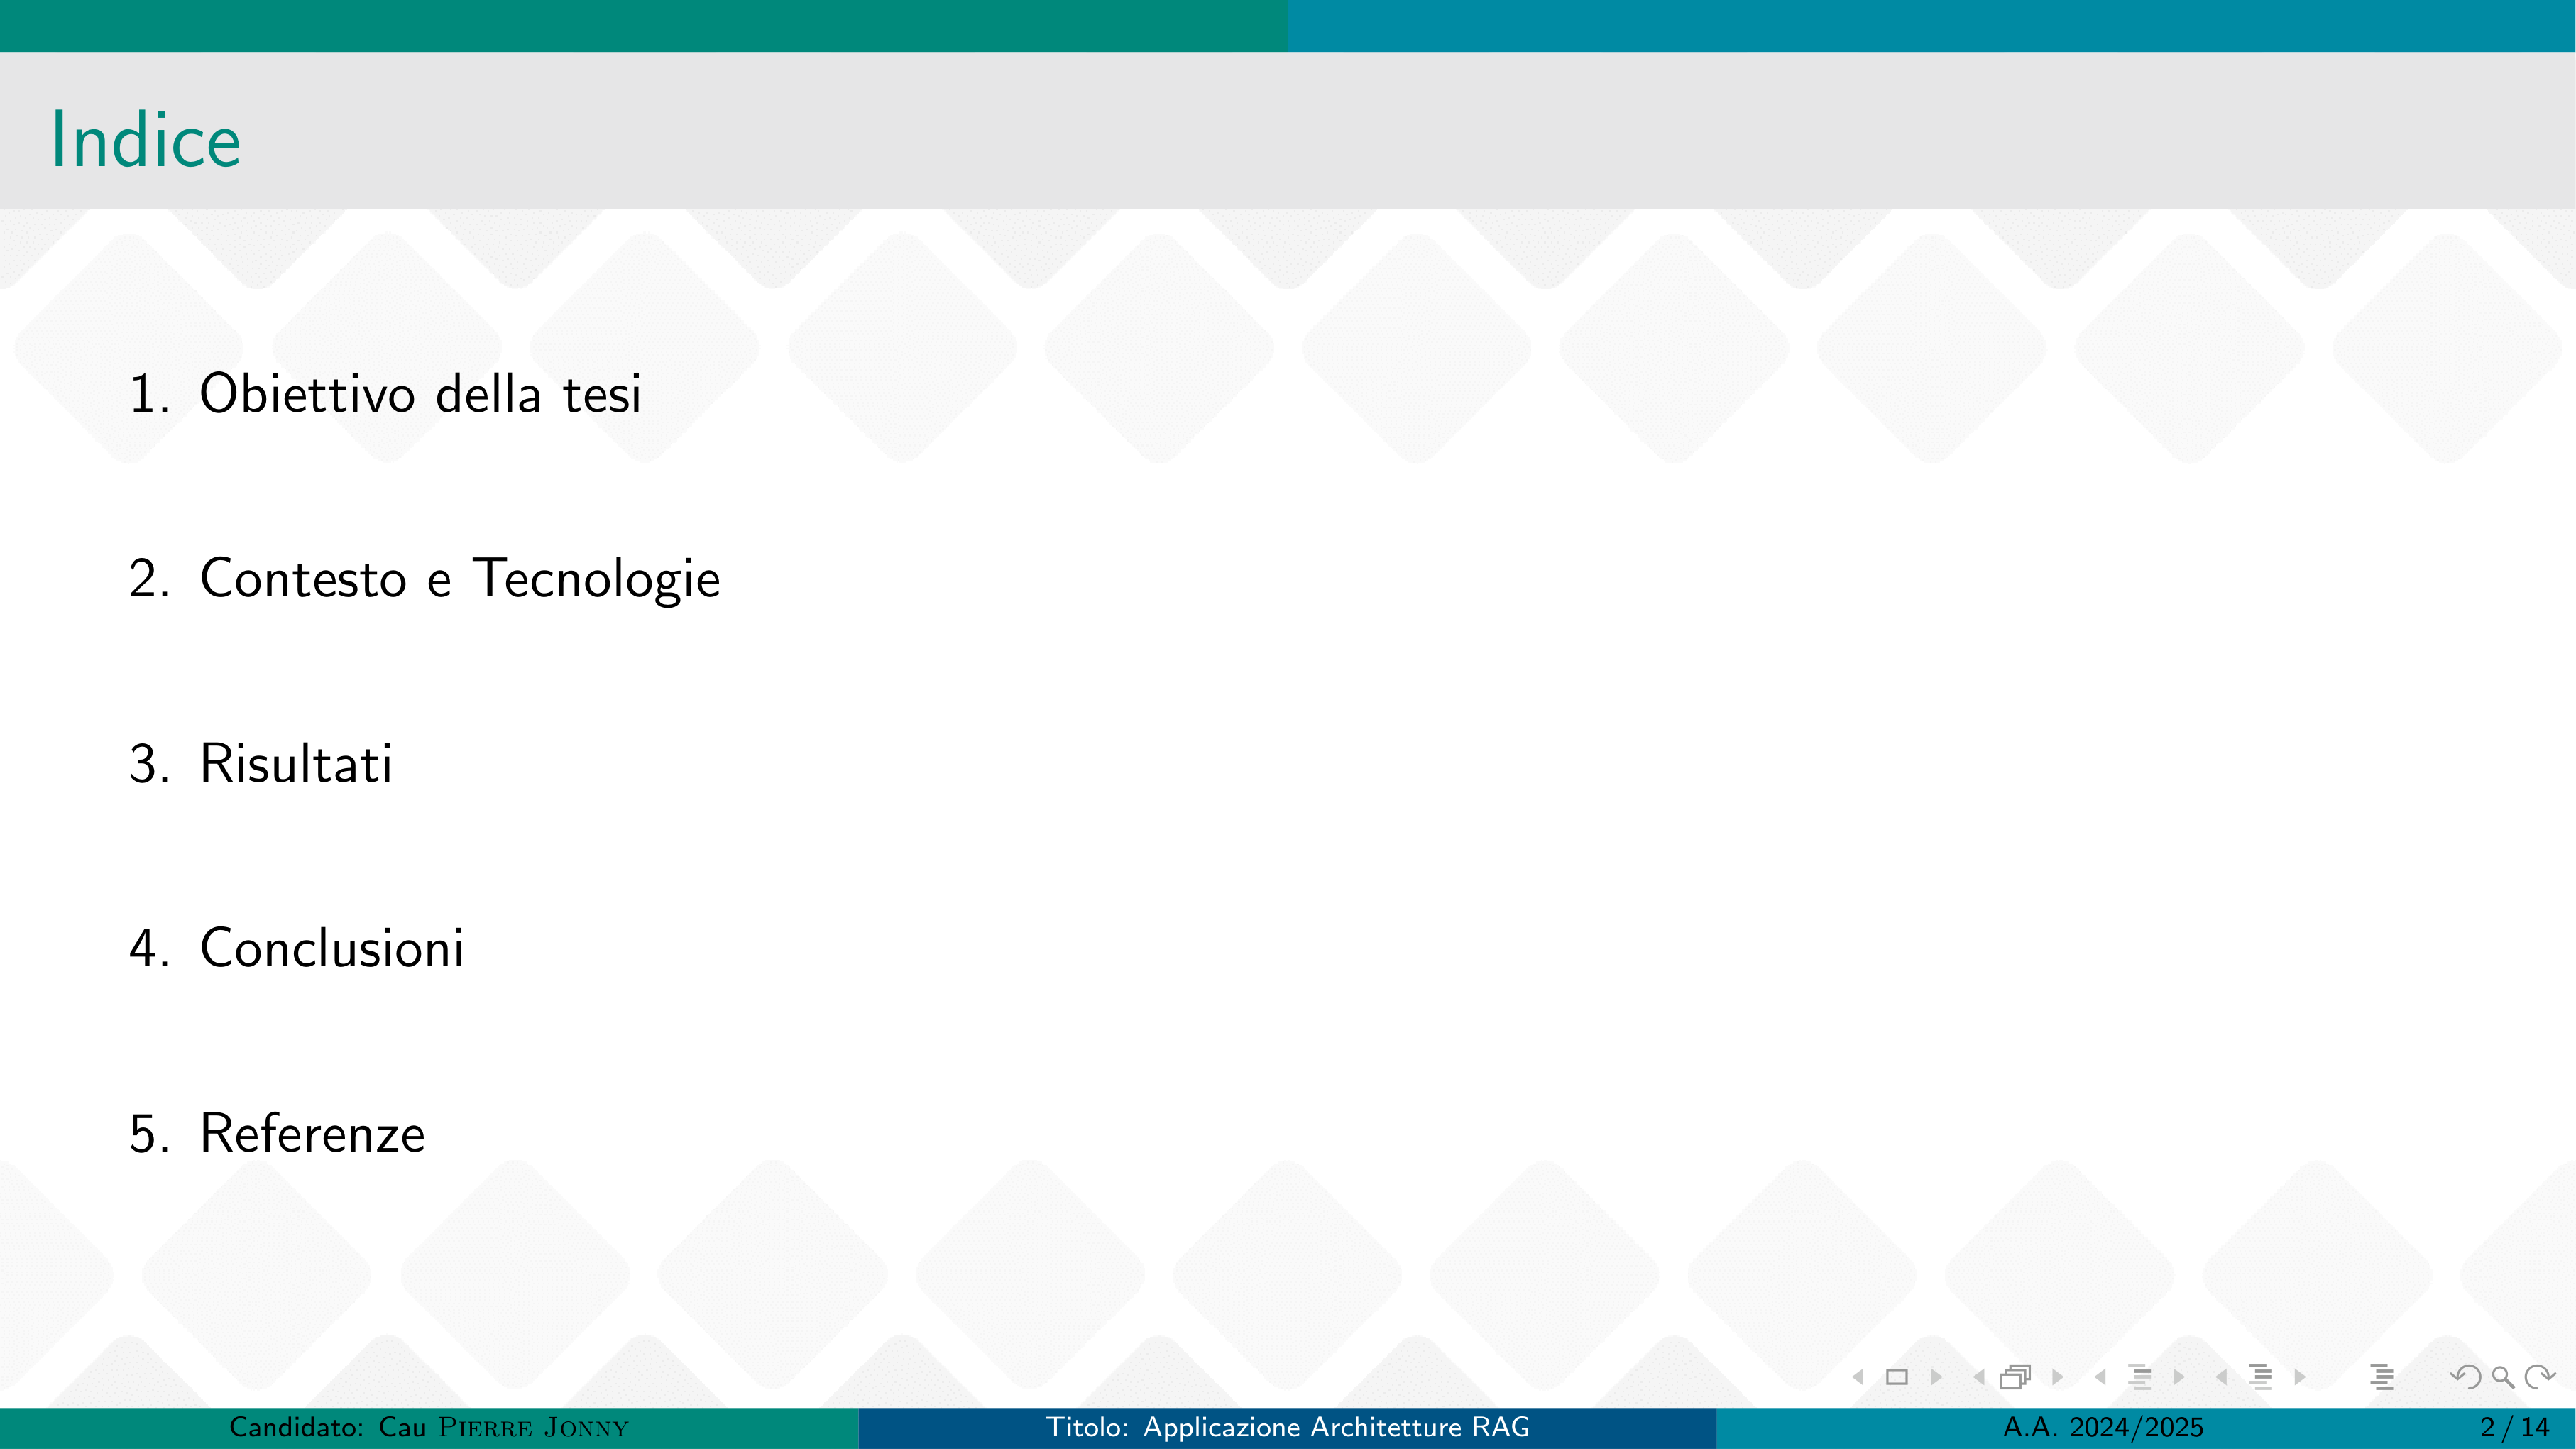 Indice
1. Obiettivo della tesi
2. Contesto e Tecnologie
3. Risultati
4. Conclusioni
5. Referenze
Candidato: Cau Pierre Jonny
Titolo: Applicazione Architetture RAG
A.A. 2024/2025
2 / 14